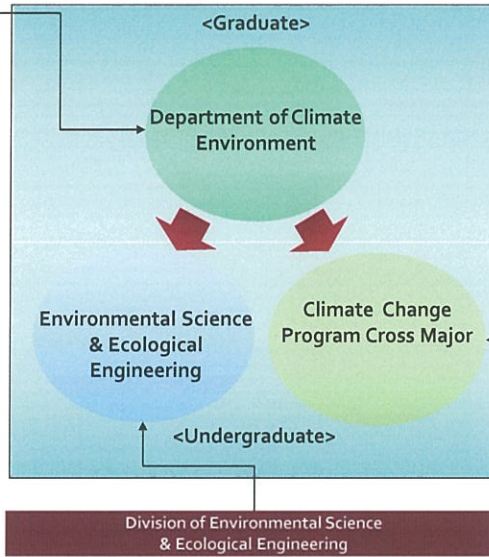 <Graduate>
Department of Climate
Environment
Environmental Science
& Ecological
Engineering
Climate Change
Program Cross Major
<Undergraduate>
Division of Environmental Science
& Ecological Engineering